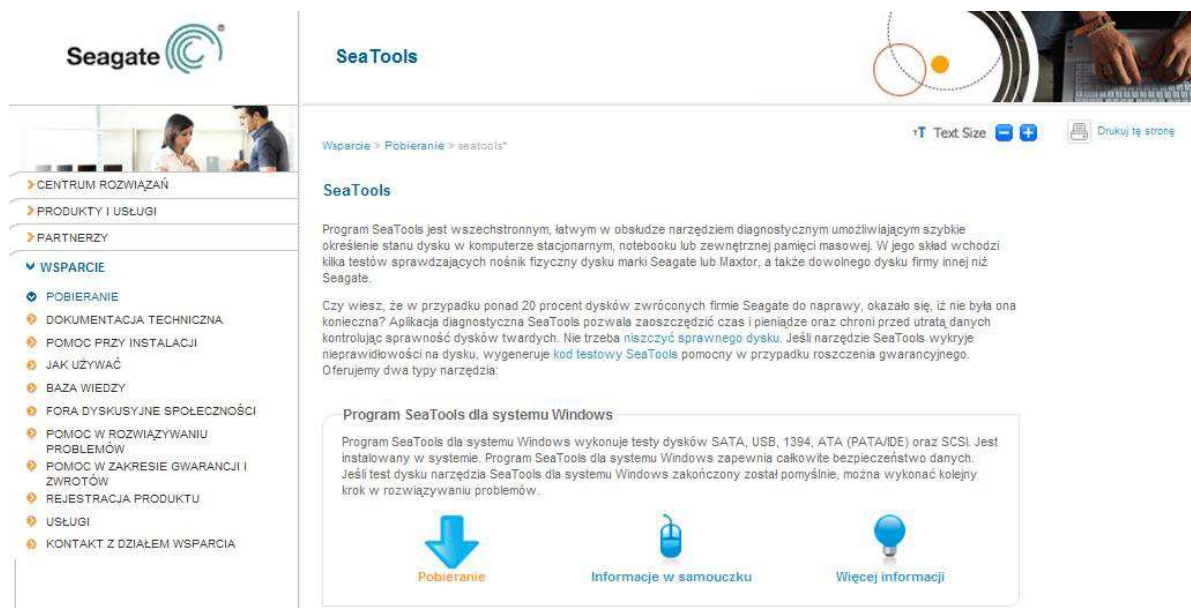 Seagate
SeaTools
Text Size
Drukuj tę stronę
Wsparcie > Pobieranie > seatools*
CENTRUM ROZWIĄZAŃ
PRODUKTY I USŁUGI
PARTNERZY
WSPARCIE
POBIERANIE
DOKUMENTACJA TECHNICZNA
POMOC PRZY INSTALACJI
JAK UŻYWAĆ
BAZA WIEDZY
FORA DYSKUSYJNE SPOŁECZNOŚCI
POMOC W ROZWIĄZYWANIU
PROBLEMÓW
POMOC W ZAKRESIE GWARANCJI I
ZWROTÓW
REJESTRACJA PRODUKTU
USŁUGI
KONTAKT Z DZIAŁEM WSPARCIA
SeaTools
Program SeaTools jest wszechstronnym, łatwym w obsłudze narzędziem diagnostycznym umożliwiającym szybkie
określenie stanu dysku w komputerze stacjonarnym, notebooku lub zewnętrznej pamięci masowej. W jego skład wchodzi
kilka testów sprawdzających nośnik fizyczny dysku marki Seagate lub Maxtor, a także dowolnego dysku firmy innej niż
Seagate.
Czy wiesz, że w przypadku ponad 20 procent dysków zwróconych firmie Seagate do naprawy, okazało się, iż nie była ona
konieczna? Aplikacja diagnostyczna SeaTools pozwala zaoszczędzić czas i pieniądze oraz chroni przed utratą danych
kontrolując sprawność dysków twardych. Nie trzeba niszczyć sprawnego dysku. Jeśli narzędzie SeaTools wykryje
nieprawidłowości na dysku, wygeneruje kod testowy SeaTools pomocny w przypadku roszczenia gwarancyjnego.
Oferujemy dwa typy narzędzia:
Program SeaTools dla systemu Windows
Program SeaTools dla systemu Windows wykonuje testy dysków SATA, USB, 1394, ATA (PATA/IDE) oraz SCSI. Jest
instalowany w systemie. Program SeaTools dla systemu Windows zapewnia całkowite bezpieczeństwo danych.
Jeśli test dysku narzędzia SeaTools dla systemu Windows zakończony został pomyślnie, można wykonać kolejny
krok w rozwiązywaniu problemów.
Pobieranie
Informacje w samouczku
Więcej informacji